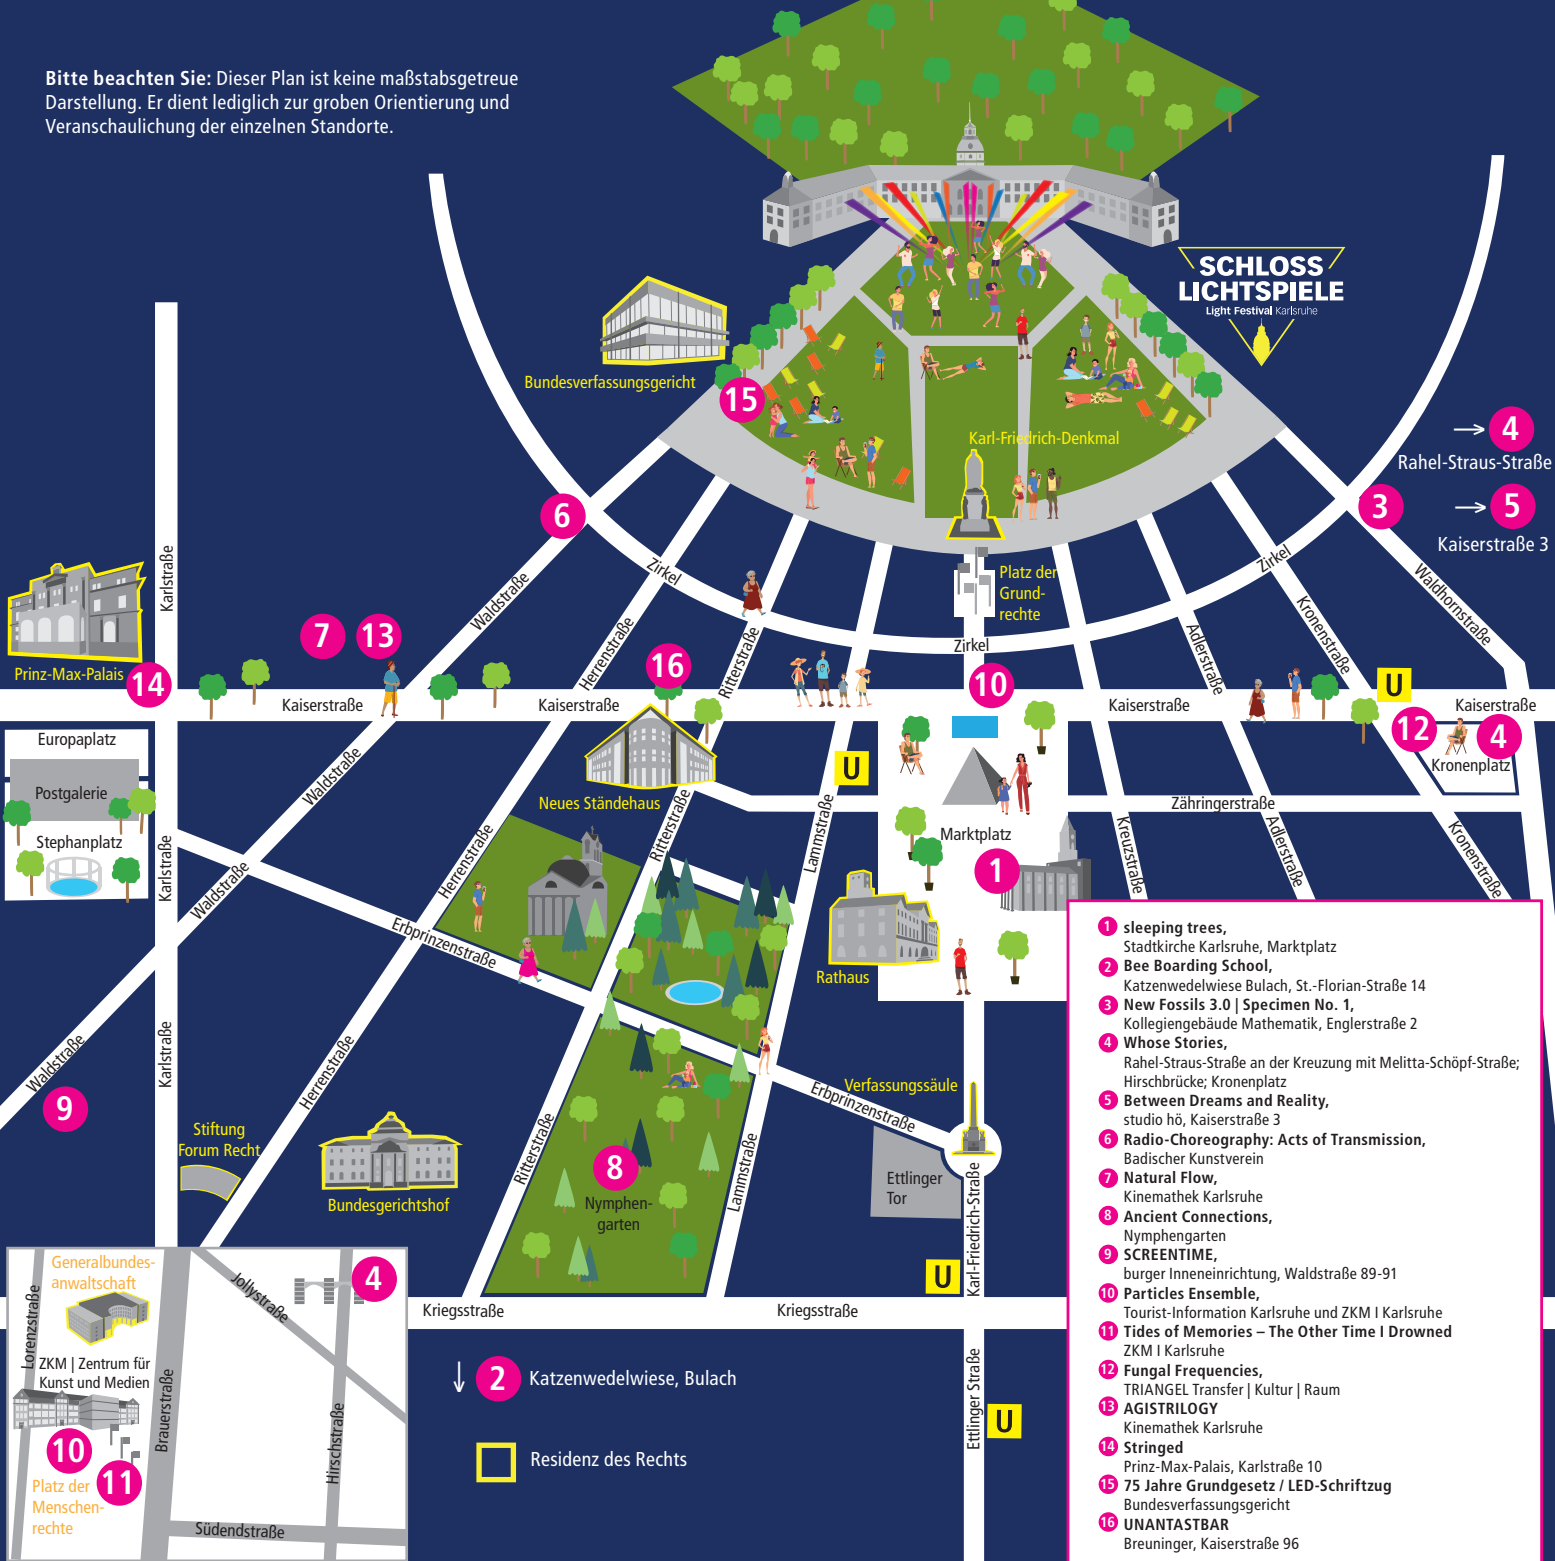 Bitte beachten Sie: Dieser Plan ist keine maßstabsgetreue
Darstellung. Er dient lediglich zur groben Orientierung und
Veranschaulichung der einzelnen Standorte.
SCHLOSS
LICHTSPIELE
Light Festival Karlsruhe
Bundesverfassungsgericht
15
Karl-Friedrich-Denkmal
4
Rahel-Straus-Straße
5
Kaiserstraße 3
6
3
Karlstraße
Waldstraße
Zirkel
Herrenstraße
Ritterstraße
Platz der
Grund-
rechte
Zirkel
Zirkel
Adlerstraße
Kronenstraße
Waldhornstraße
Prinz-Max-Palais
14
7
13
16
10
U
Kaiserstraße
Kaiserstraße
Kaiserstraße
Kaiserstraße
12
4
Kronenplatz
Europaplatz
Postgalerie
Stephanplatz
Karlstraße
Waldstraße
Waldstraße
Neues Ständehaus
U
Zähringerstraße
Marktplatz
1
Herrenstraße
Ritterstraße
Lammstraße
Kreuzstraße
Adlerstraße
Kronenstraße
Erbprinzenstraße
Rathaus
Waldstraße
9
Karlstraße
Herrenstraße
Stiftung
Forum Recht
Bundesgerichtshof
Ritterstraße
8
Nymphen-
garten
Lammstraße
Verfassungssäule
Erbprinzenstraße
Ettlinger
Tor
Karl-Friedrich-Straße
U
Kriegsstraße
Kriegsstraße
Ettlinger Straße
U
Generalbundes-
anwaltschaft
Lorenzstraße
ZKM | Zentrum für
Kunst und Medien
Brauerstraße
Jollystraße
4
Hirschstraße
10
11
Platz der
Menschen-
rechte
Südendstraße
2 Katzenwedelwiese, Bulach
Residenz des Rechts
1 sleeping trees,
Stadtkirche Karlsruhe, Marktplatz
2 Bee Boarding School,
Katzenwedelwiese Bulach, St.-Florian-Straße 14
3 New Fossils 3.0 | Specimen No. 1,
Kollegiengebäude Mathematik, Englerstraße 2
4 Whose Stories,
Rahel-Straus-Straße an der Kreuzung mit Melitta-Schöpf-Straße;
Hirschbrücke; Kronenplatz
5 Between Dreams and Reality,
studio hö, Kaiserstraße 3
6 Radio-Choreography: Acts of Transmission,
Badischer Kunstverein
7 Natural Flow,
Kinemathek Karlsruhe
8 Ancient Connections,
Nymphengarten
9 SCREENTIME,
burger Inneneinrichtung, Waldstraße 89-91
10 Particles Ensemble,
Tourist-Information Karlsruhe und ZKM I Karlsruhe
11 Tides of Memories – The Other Time I Drowned
ZKM I Karlsruhe
12 Fungal Frequencies,
TRIANGEL Transfer | Kultur | Raum
13 AGISTRILOGY
Kinemathek Karlsruhe
14 Stringed
Prinz-Max-Palais, Karlstraße 10
15 75 Jahre Grundgesetz / LED-Schriftzug
Bundesverfassungsgericht
16 UNANTASTBAR
Breuninger, Kaiserstraße 96